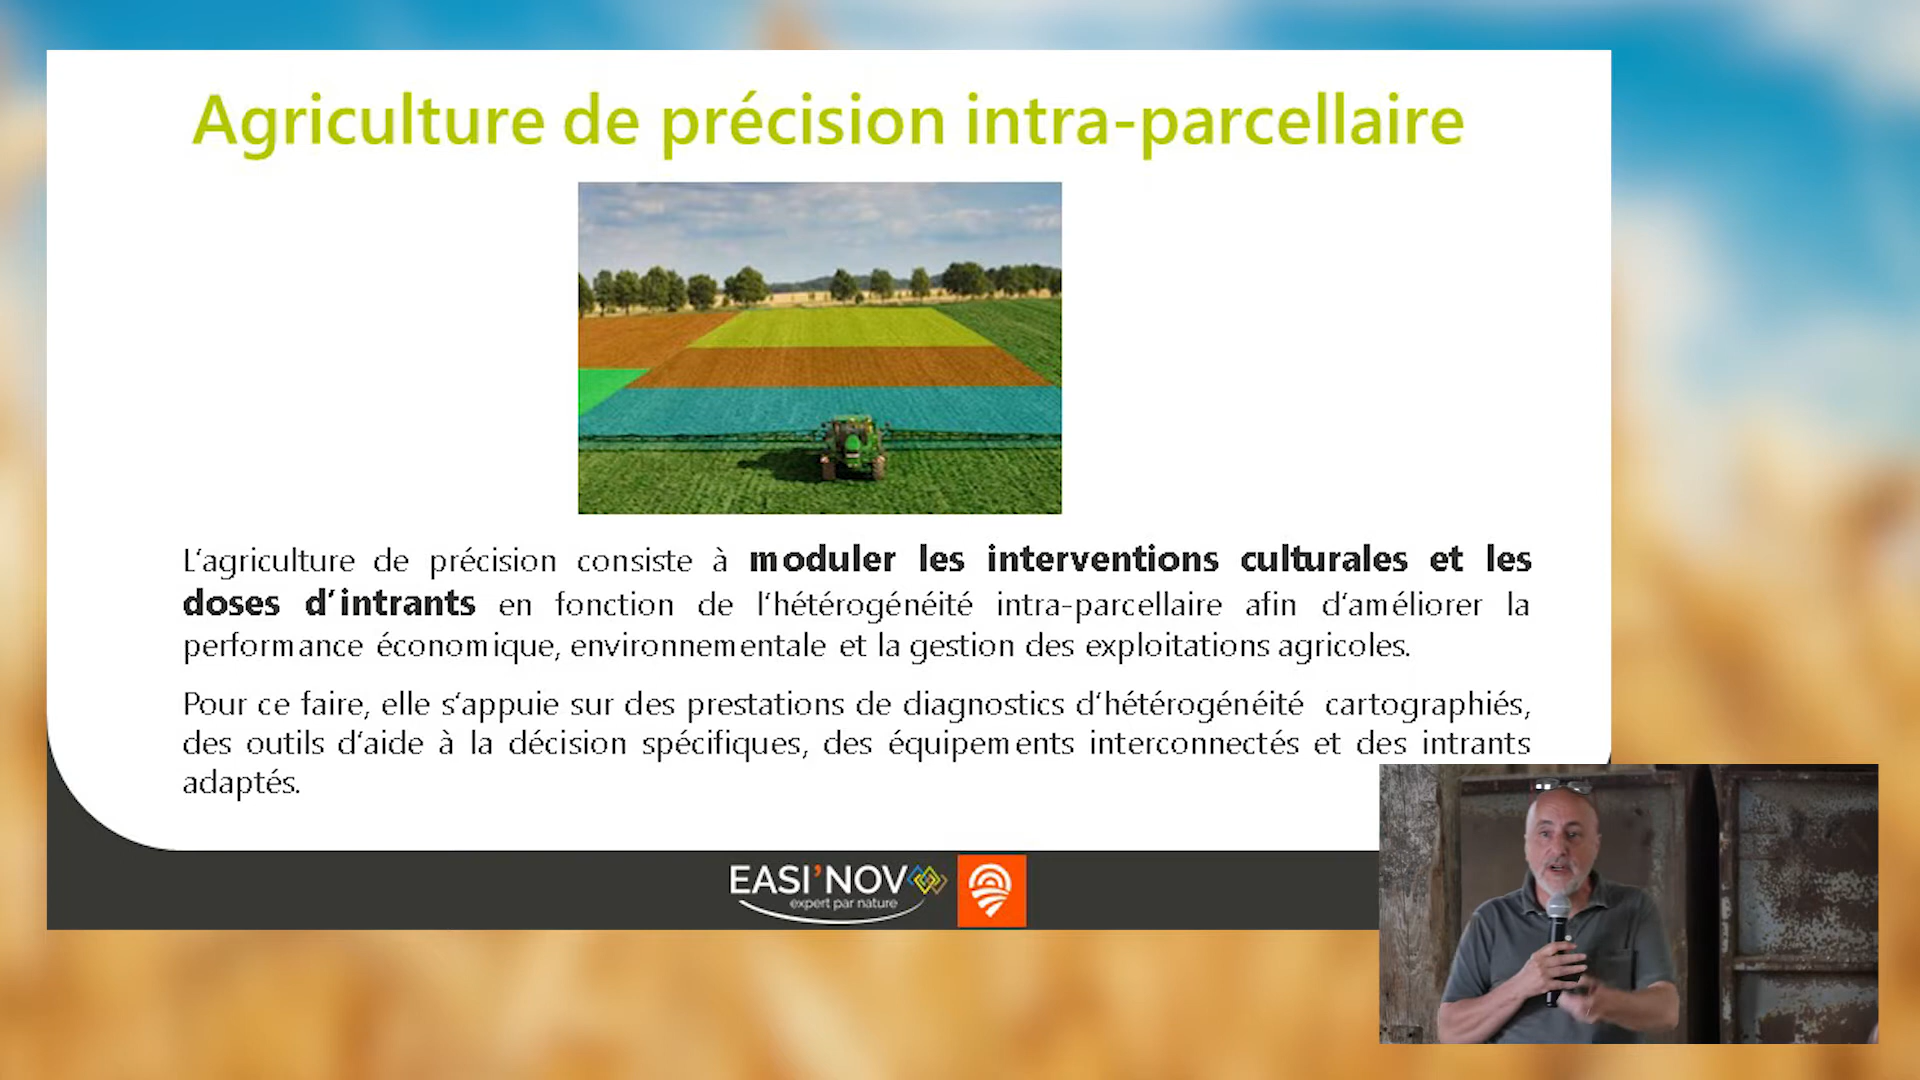 Agriculture de précision intra-parcellaire
L'agriculture de précision consiste à moduler les interventions culturales et les
doses d'intrants en fonction de l'hétérogénéité intra-parcellaire afin d'améliorer la
performance économique, environnementale et la gestion des exploitations agricoles.
Pour ce faire, elle s'appuie sur des prestations de diagnostics d'hétérogénéité cartographiés,
des outils d'aide à la décision spécifiques, des équipements interconnectés et des intrants
adaptés.
EASI'NOV
expert par nature